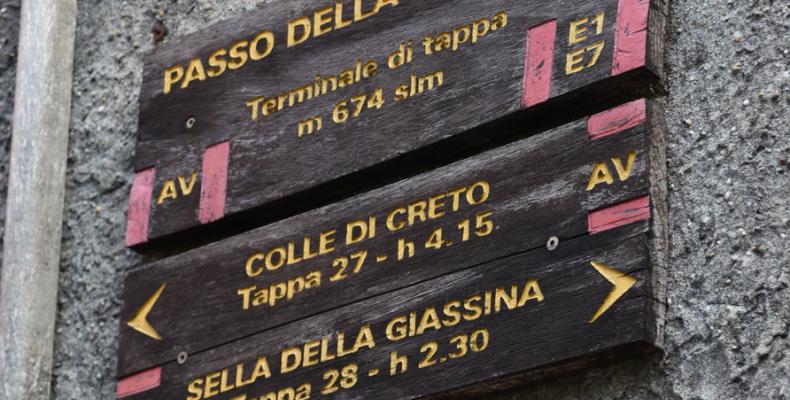 PASSO DELLA
Terminale di tappa
m 674 slm
E1
E7
AV
COLLE DI CRETO
Tappa 27 - h 4.15
AV
SELLA DELLA GIASSINA
Tappa 28 - h 2.30